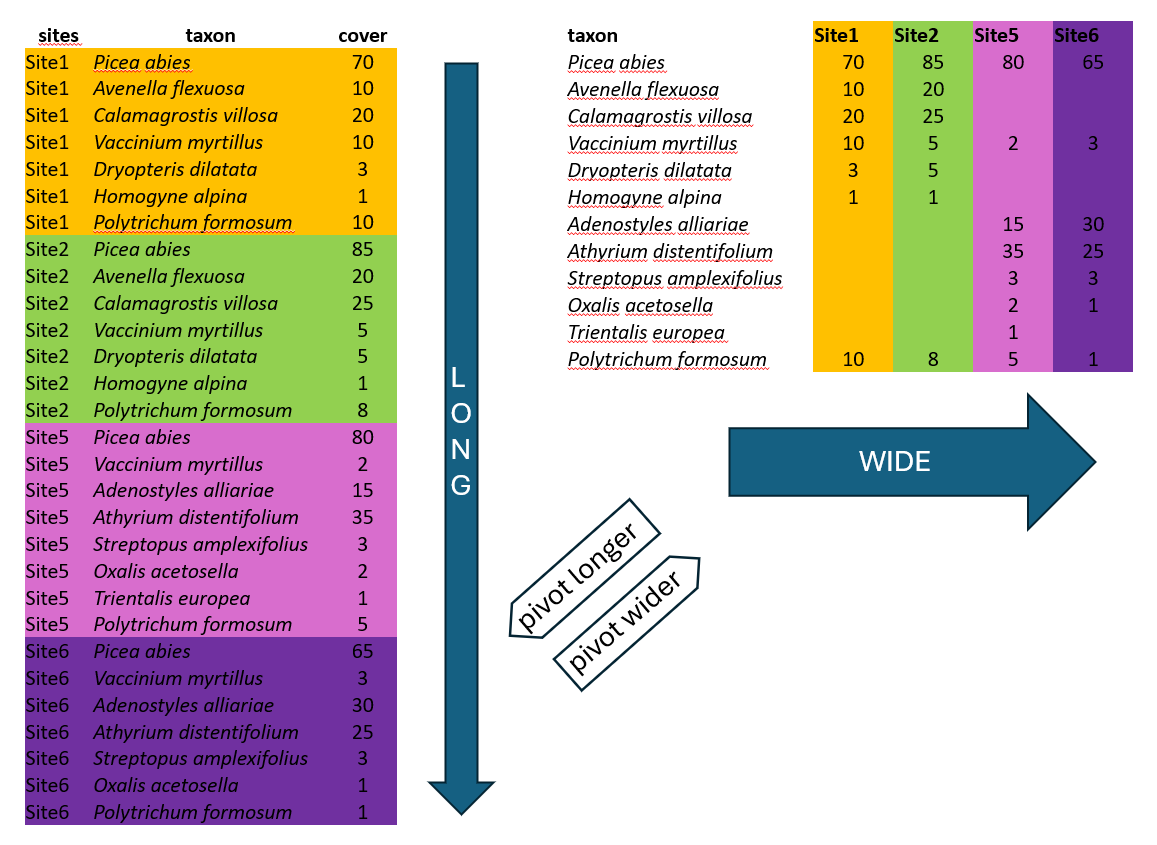 sites taxon cover
Site1 Picea abies 70
Site1 Avenella flexuosa 10
Site1 Calamagrostis villosa 20
Site1 Vaccinium myrtillus 10
Site1 Dryopteris dilatata 3
Site1 Homogyne alpina 1
Site1 Polytrichum formosum 10
Site2 Picea abies 85
Site2 Avenella flexuosa 20
Site2 Calamagrostis villosa 25
Site2 Vaccinium myrtillus 5
Site2 Dryopteris dilatata 5
Site2 Homogyne alpina 1
Site2 Polytrichum formosum 8
Site5 Picea abies 80
Site5 Vaccinium myrtillus 2
Site5 Adenostyles alliariae 15
Site5 Athyrium distentifolium 35
Site5 Streptopus amplexifolius 3
Site5 Oxalis acetosella 2
Site5 Trientalis europea 1
Site5 Polytrichum formosum 5
Site6 Picea abies 65
Site6 Vaccinium myrtillus 3
Site6 Adenostyles alliariae 30
Site6 Athyrium distentifolium 25
Site6 Streptopus amplexifolius 3
Site6 Oxalis acetosella 1
Site6 Polytrichum formosum 1
L
O
N
G
taxon Site1 Site2 Site5 Site6
Picea abies 70 85 80 65
Avenella flexuosa 10 20
Calamagrostis villosa 20 25
Vaccinium myrtillus 10 5 2 3
Dryopteris dilatata 3 5
Homogyne alpina 1 1
Adenostyles alliariae 15 30
Athyrium distentifolium 35 25
Streptopus amplexifolius 3 3
Oxalis acetosella 2 1
Trientalis europea 1
Polytrichum formosum 10 8 5 1
WIDE
pivot longer
pivot wider